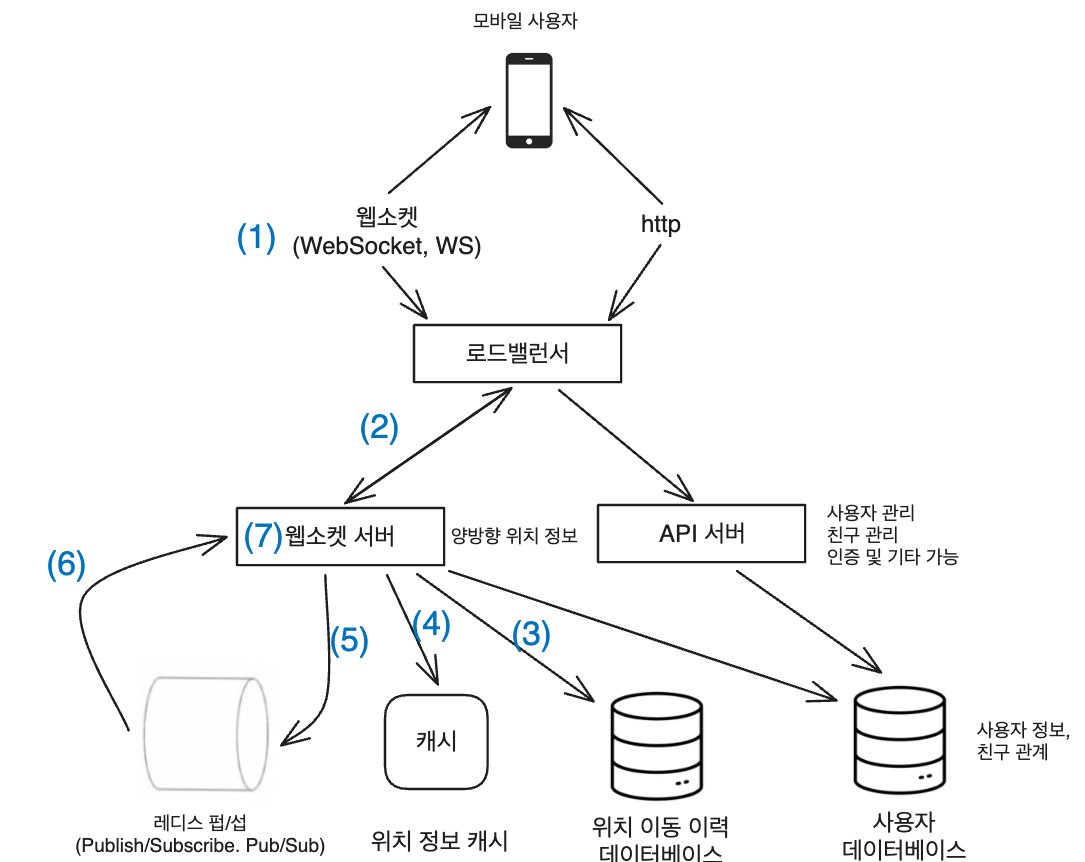 모바일 사용자
웹소켓
(1)
(WebSocket, WS)
http
로드밸런서
(2)
(7) 웹소켓 서버
양방향 위치 정보
API 서버
사용자 관리
친구 관리
인증 및 기타 가능
(6)
(5)
(4)
(3)
캐시
사용자 정보,
친구 관계
레디스 펍/섭
(Publish/Subscribe. Pub/Sub)
위치 정보 캐시
위치 이동 이력
데이터베이스
사용자
데이터베이스